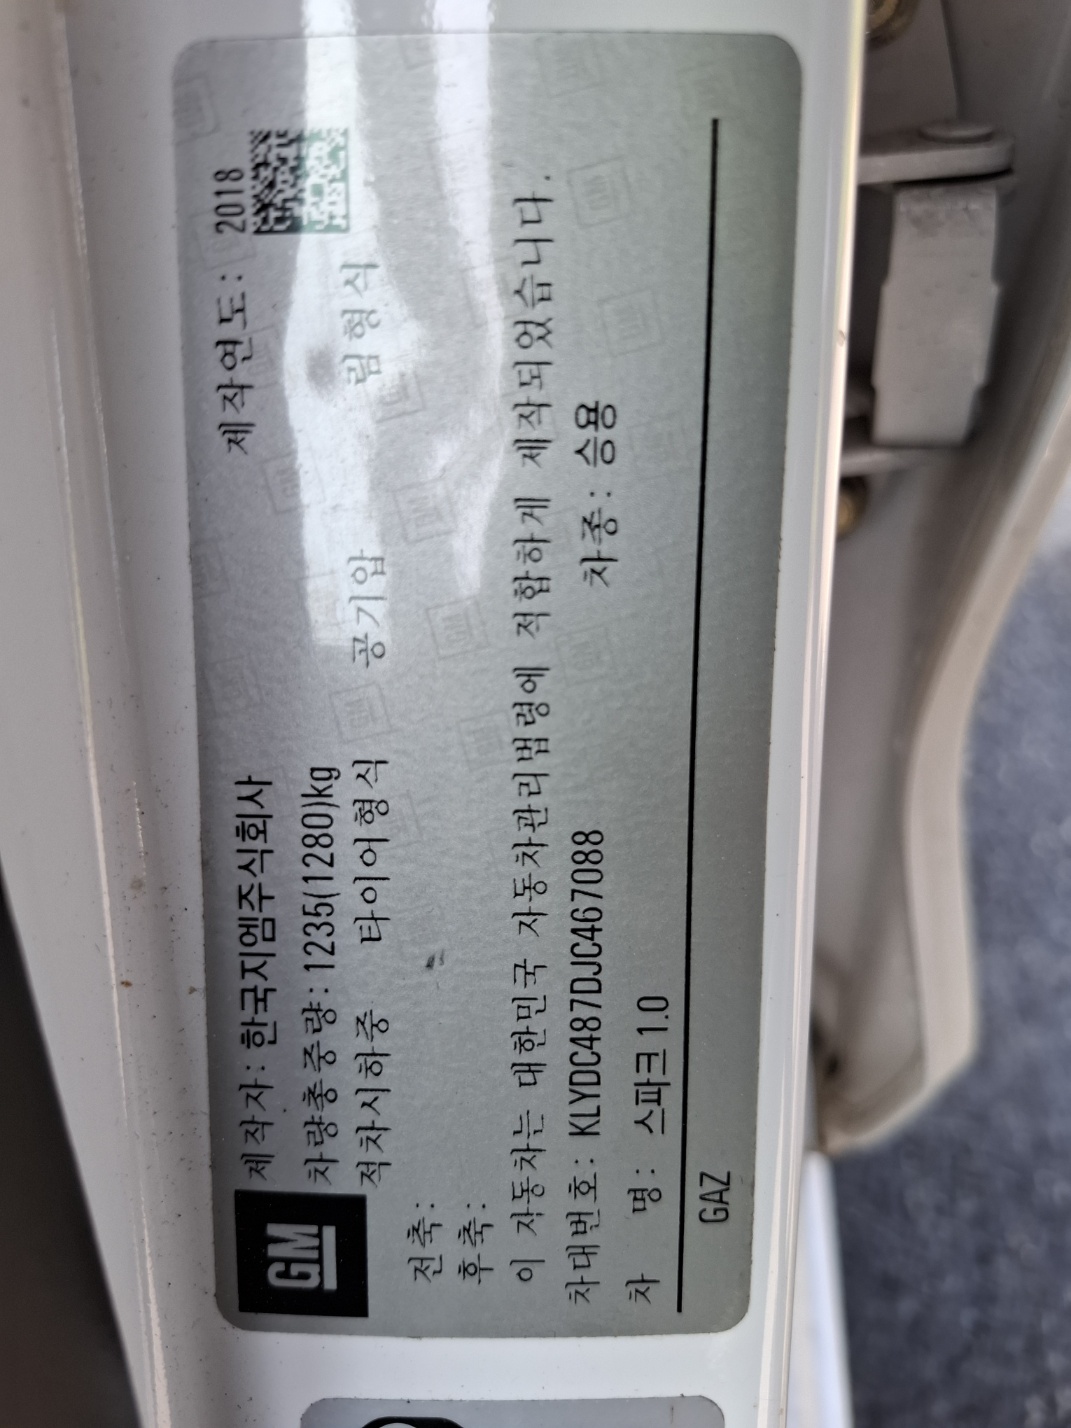 GM
제작자: 한국지엠주식회사 제작연도: 2018
차량총중량: 1235(1280)kg
적차시하중 타이어형식 공기압 림형식
전축:
후축:
이 자동차는 대한민국 자동차관리법령에 적합하게 제작되었습니다.
차대번호: KLYDC487DJC467088 차종: 승용
차 명: 스파크 1.0
GAZ